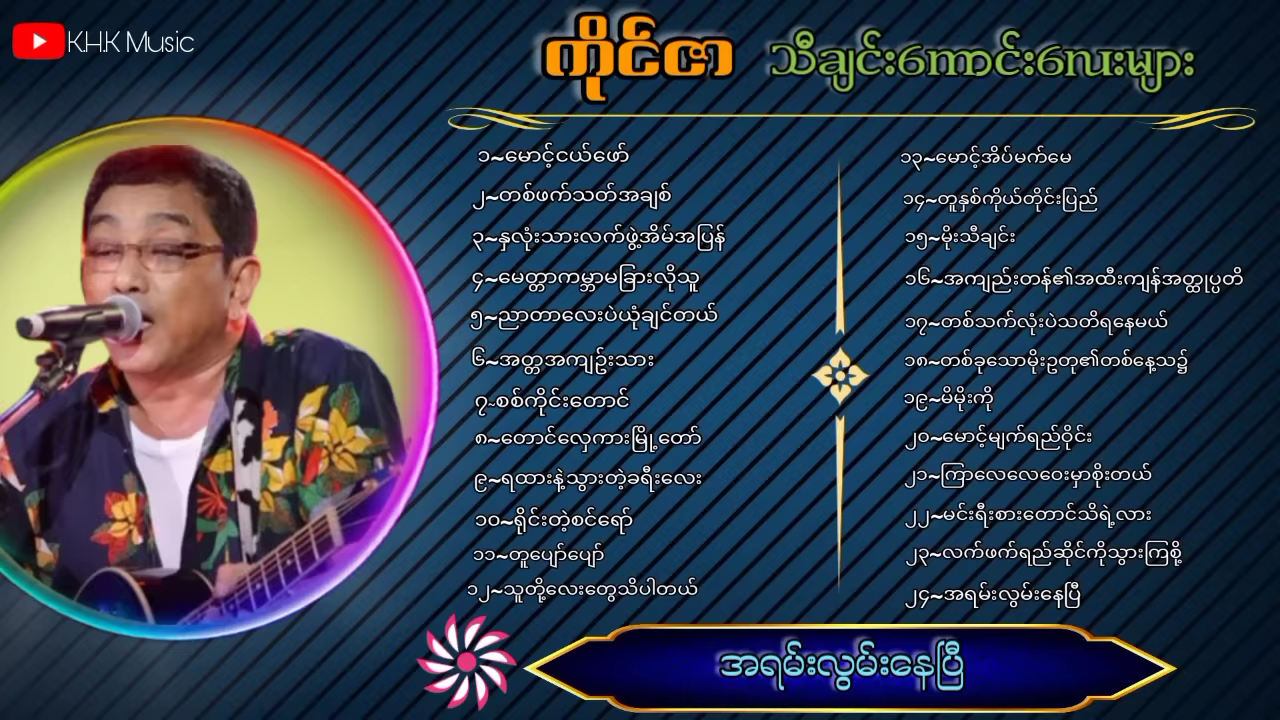 K.H.K Music
ကိုင်ဇာ သီချင်းကောင်းလေးများ
၁~မောင့်ငယ်ဖော်
၂~တစ်ဖက်သတ်အချစ်
၃~နှလုံးသားလက်ဖွဲ့အိမ်အပြန်
၄~မေတ္တာကမ္ဘာမခြားလိုသူ
၅~ညာတာလေးပဲယုံချင်တယ်
၆~အတ္တအကျဉ်းသား
၇~စစ်ကိုင်းတောင်
၈~တောင်လှေကားမြို့တော်
၉~ရထားနဲ့သွားတဲ့ခရီးလေး
၁၀~ရိုင်းတဲ့စင်ရော်
၁၁~တူပျော်ပျော်
၁၂~သူတို့လေးတွေသိပါတယ်
၁၃~မောင့်အိပ်မက်မေ
၁၄~တူနှစ်ကိုယ်တိုင်းပြည်
၁၅~မိုးသီချင်း
၁၆~အကျည်းတန်၏အထီးကျန်အတ္ထုပ္ပတိ
၁၇~တစ်သက်လုံးပဲသတိရနေမယ်
၁၈~တစ်ခုသောမိုးဥတု၏တစ်နေ့သ၌
၁၉~မိမိုးကို
၂၀~မောင့်မျက်ရည်ဝိုင်း
၂၁~ကြာလေလေဝေးမှာစိုးတယ်
၂၂~မင်းရီးစားတောင်သိရဲ့လား
၂၃~လက်ဖက်ရည်ဆိုင်ကိုသွားကြစို့
၂၄~အရမ်းလွမ်းနေပြီ
အရမ်းလွမ်းနေပြီ